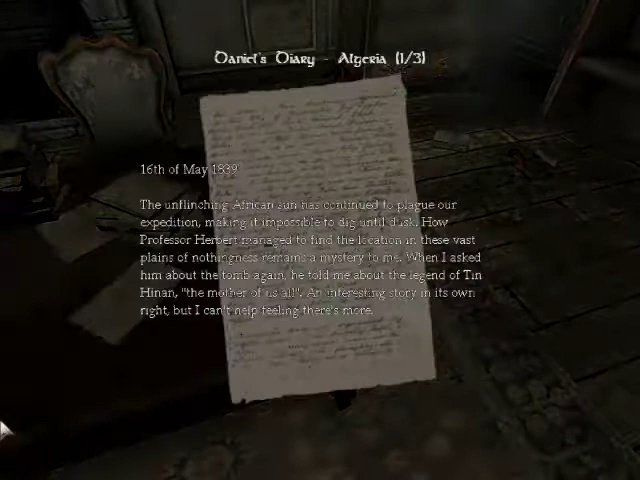 Daniel's Diary - Algeria (1/3)
16th of May 1839
The unflinching African sun has continued to plague our
expedition, making it impossible to dig until dusk. How
Professor Herbert managed to find the location in these vast
plains of nothingness remains a mystery to me. When I asked
him about the tomb again, he told me about the legend of Tin
Hinan, "the mother of us all". An interesting story in its own
right, but I can't help feeling there's more.